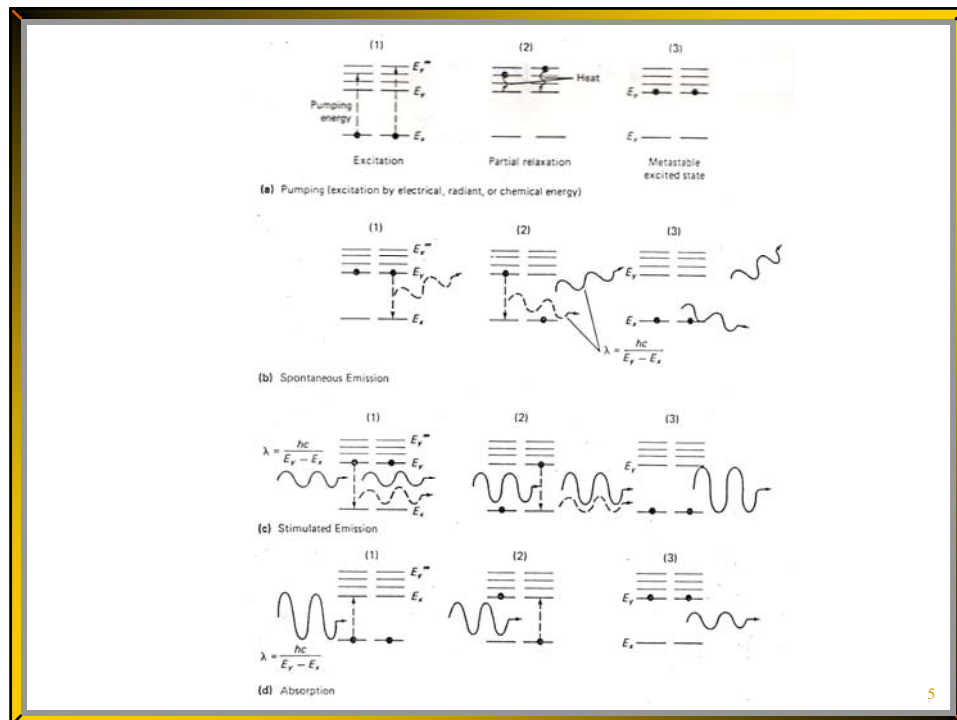 (1) (2) (3)
E_y''''
Heat
E_y E_y
Pumping
energy
E_x E_x
Excitation Partial relaxation Metastable
excited state
(a) Pumping (excitation by electrical, radiant, or chemical energy)
(1) (2) (3)
E_y''''
E_y E_y
E_x E_x
λ = hc / E_y − E_x
(b) Spontaneous Emission
(1) (2) (3)
E_y''''
λ = hc / E_y − E_x
E_y E_y
E_x
(c) Stimulated Emission
(1) (2) (3)
E_y''''
E_x E_y
E_x
λ = hc / E_y − E_x
(d) Absorption
5